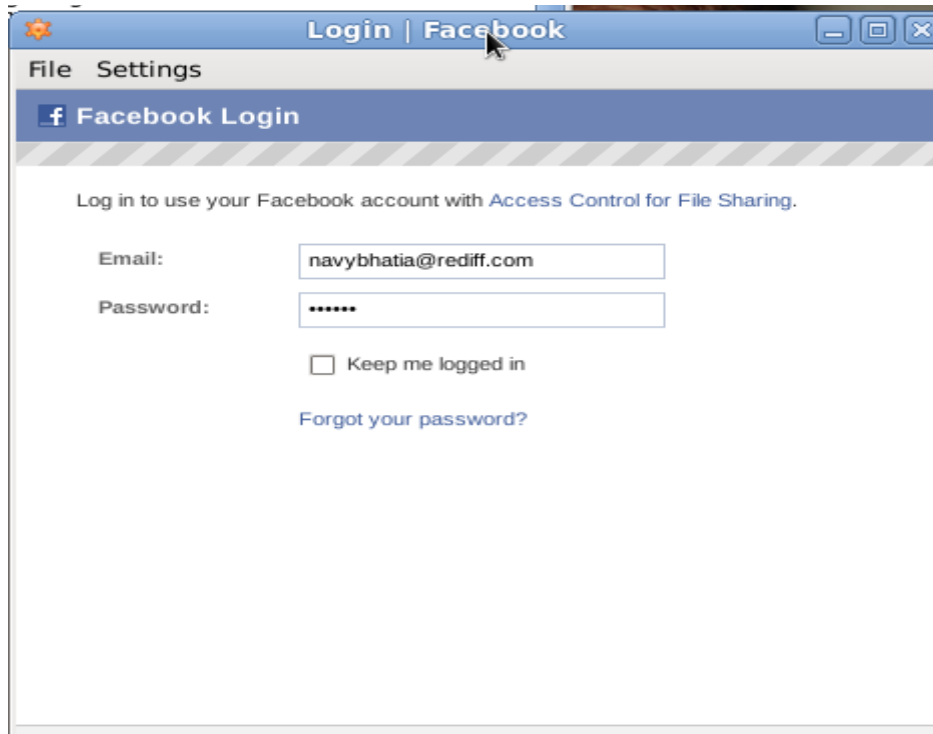 Login | Facebook
File Settings
f Facebook Login
Log in to use your Facebook account with Access Control for File Sharing.
Email: navybhatia@rediff.com
Password: ••••••
Keep me logged in
Forgot your password?